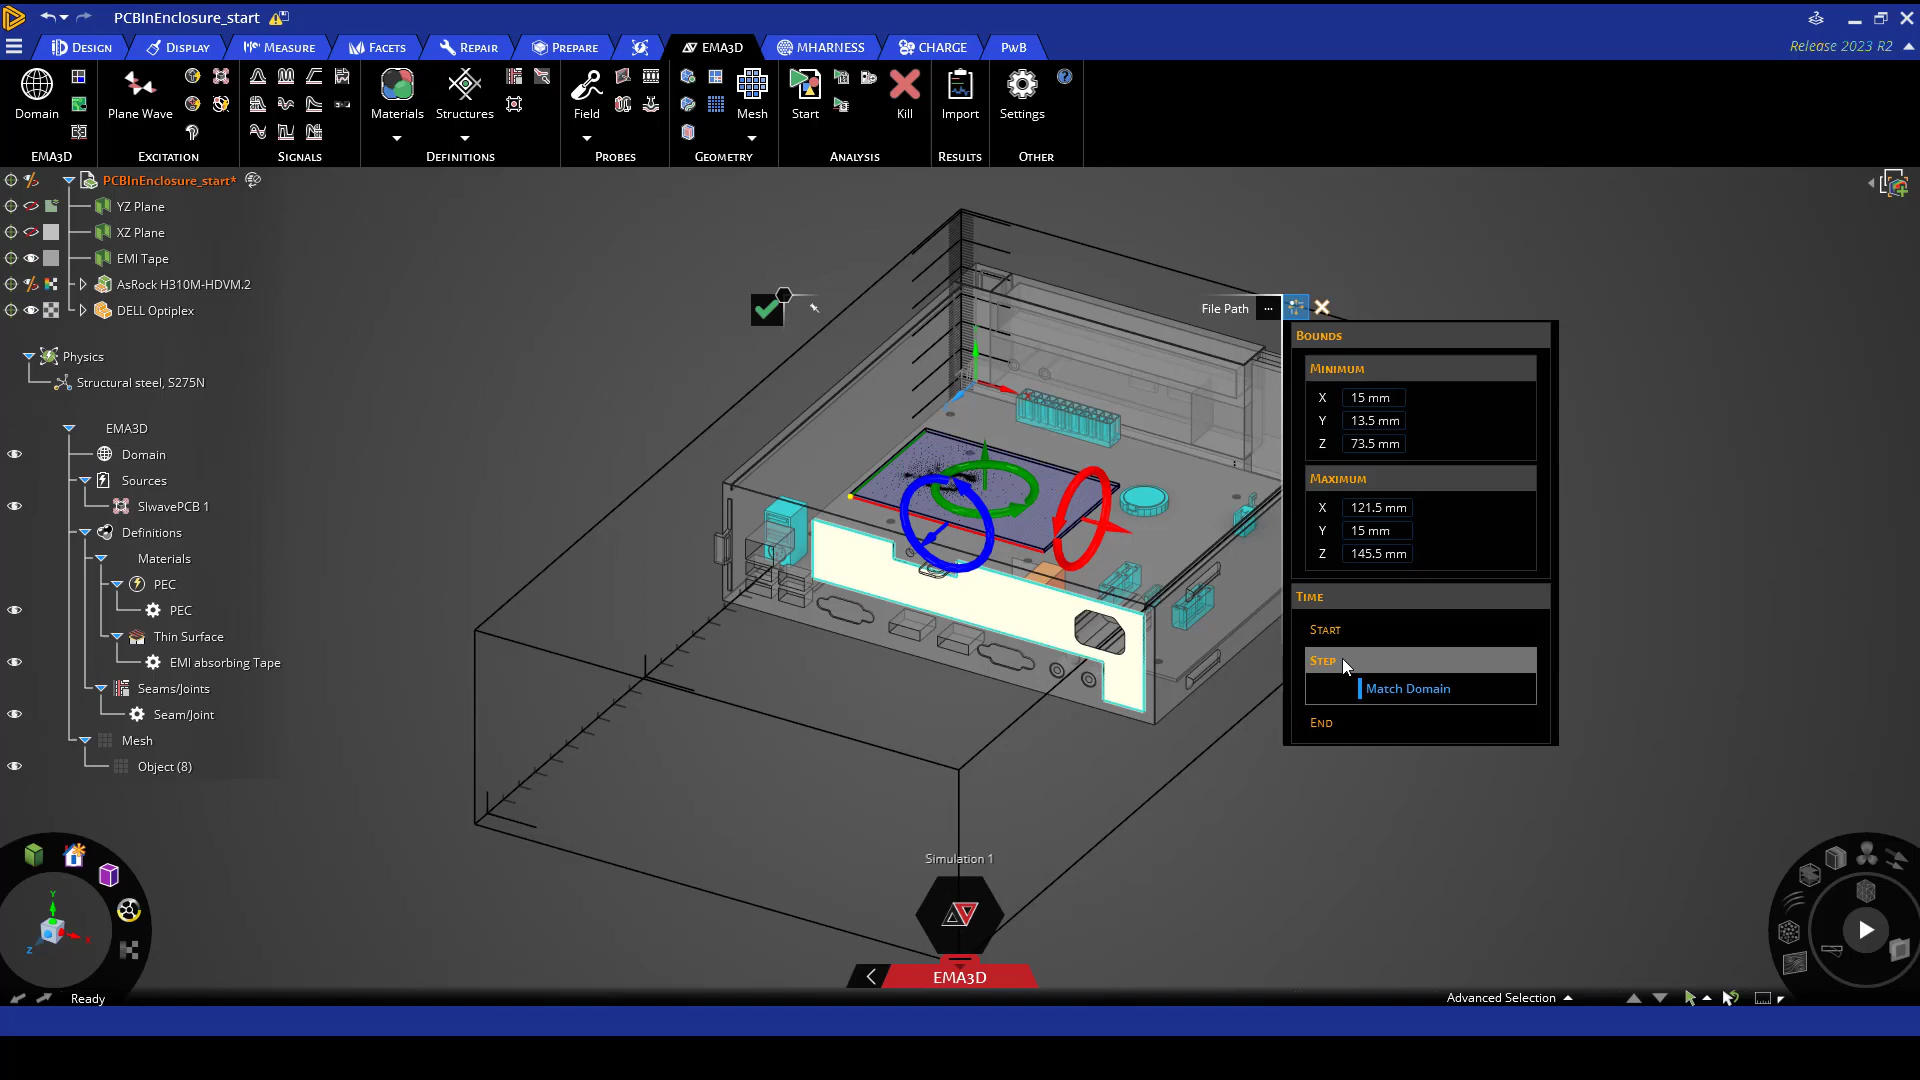 PCBInEnclosure_start
Release 2023 R2
Design
Display
Measure
Facets
Repair
Prepare
EMA3D
MHARNESS
CHARGE
PwB
Domain
EMA3D
Plane Wave
Excitation
Signals
Materials
Structures
Definitions
Field
Probes
Mesh
Geometry
Start
Kill
Analysis
Import
Results
Settings
Other
PCBInEnclosure_start*
YZ Plane
XZ Plane
EMI Tape
AsRock H310M-HDVM.2
DELL Optiplex
Physics
Structural steel, S275N
EMA3D
Domain
Sources
SIwavePCB 1
Definitions
Materials
PEC
PEC
Thin Surface
EMI absorbing Tape
Seams/Joints
Seam/Joint
Mesh
Object (8)
File Path
...
Bounds
Minimum
X 15 mm
Y 13.5 mm
Z 73.5 mm
Maximum
X 121.5 mm
Y 15 mm
Z 145.5 mm
Time
Start
Step
Match Domain
End
Simulation 1
EMA3D
Y
X
Z
Ready
Advanced Selection